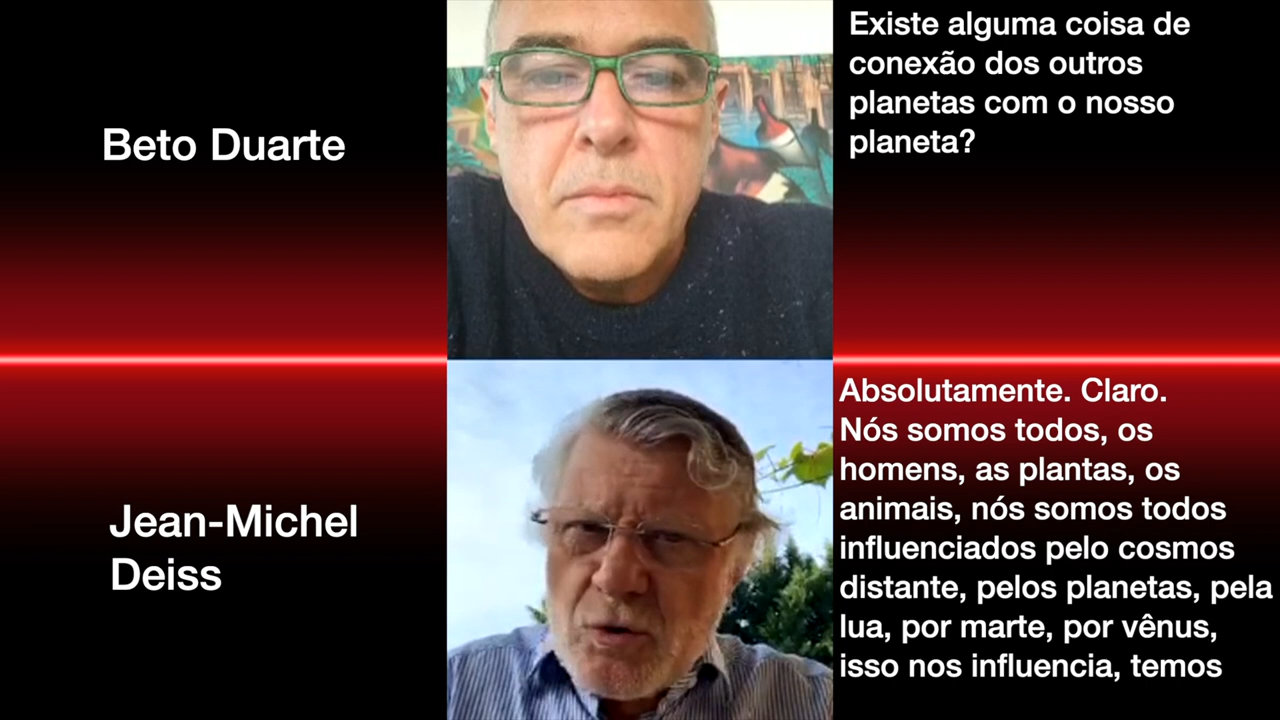 Beto Duarte
Existe alguma coisa de
conexão dos outros
planetas com o nosso
planeta?
Jean-Michel
Deiss
Absolutamente. Claro.
Nós somos todos, os
homens, as plantas, os
animais, nós somos todos
influenciados pelo cosmos
distante, pelos planetas, pela
lua, por marte, por vênus,
isso nos influencia, temos